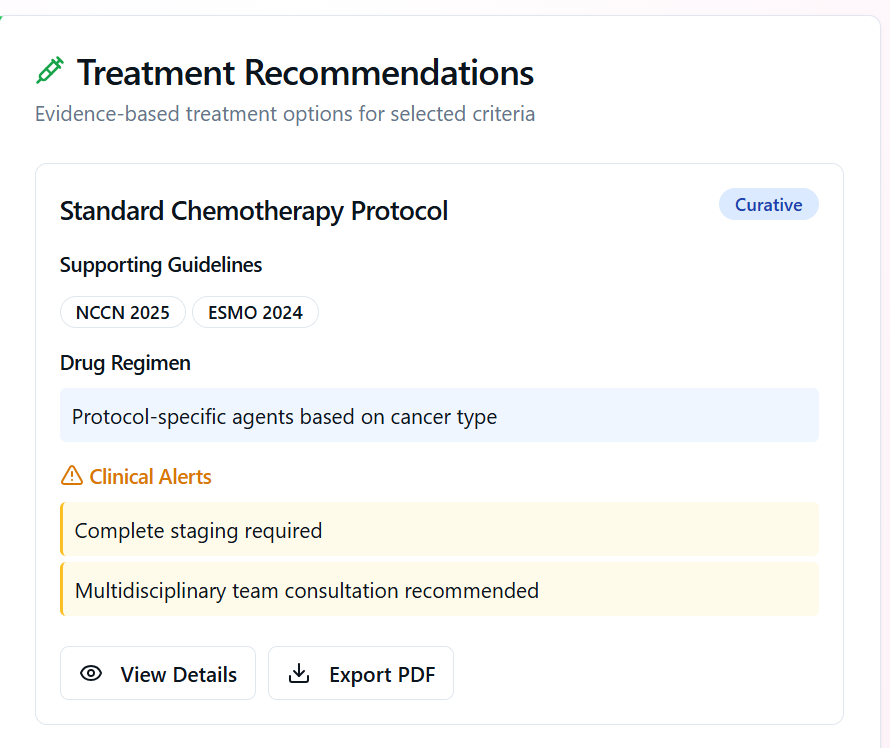 Treatment Recommendations
Evidence-based treatment options for selected criteria
Standard Chemotherapy Protocol
Curative
Supporting Guidelines
NCCN 2025 ESMO 2024
Drug Regimen
Protocol-specific agents based on cancer type
Clinical Alerts
Complete staging required
Multidisciplinary team consultation recommended
View Details Export PDF